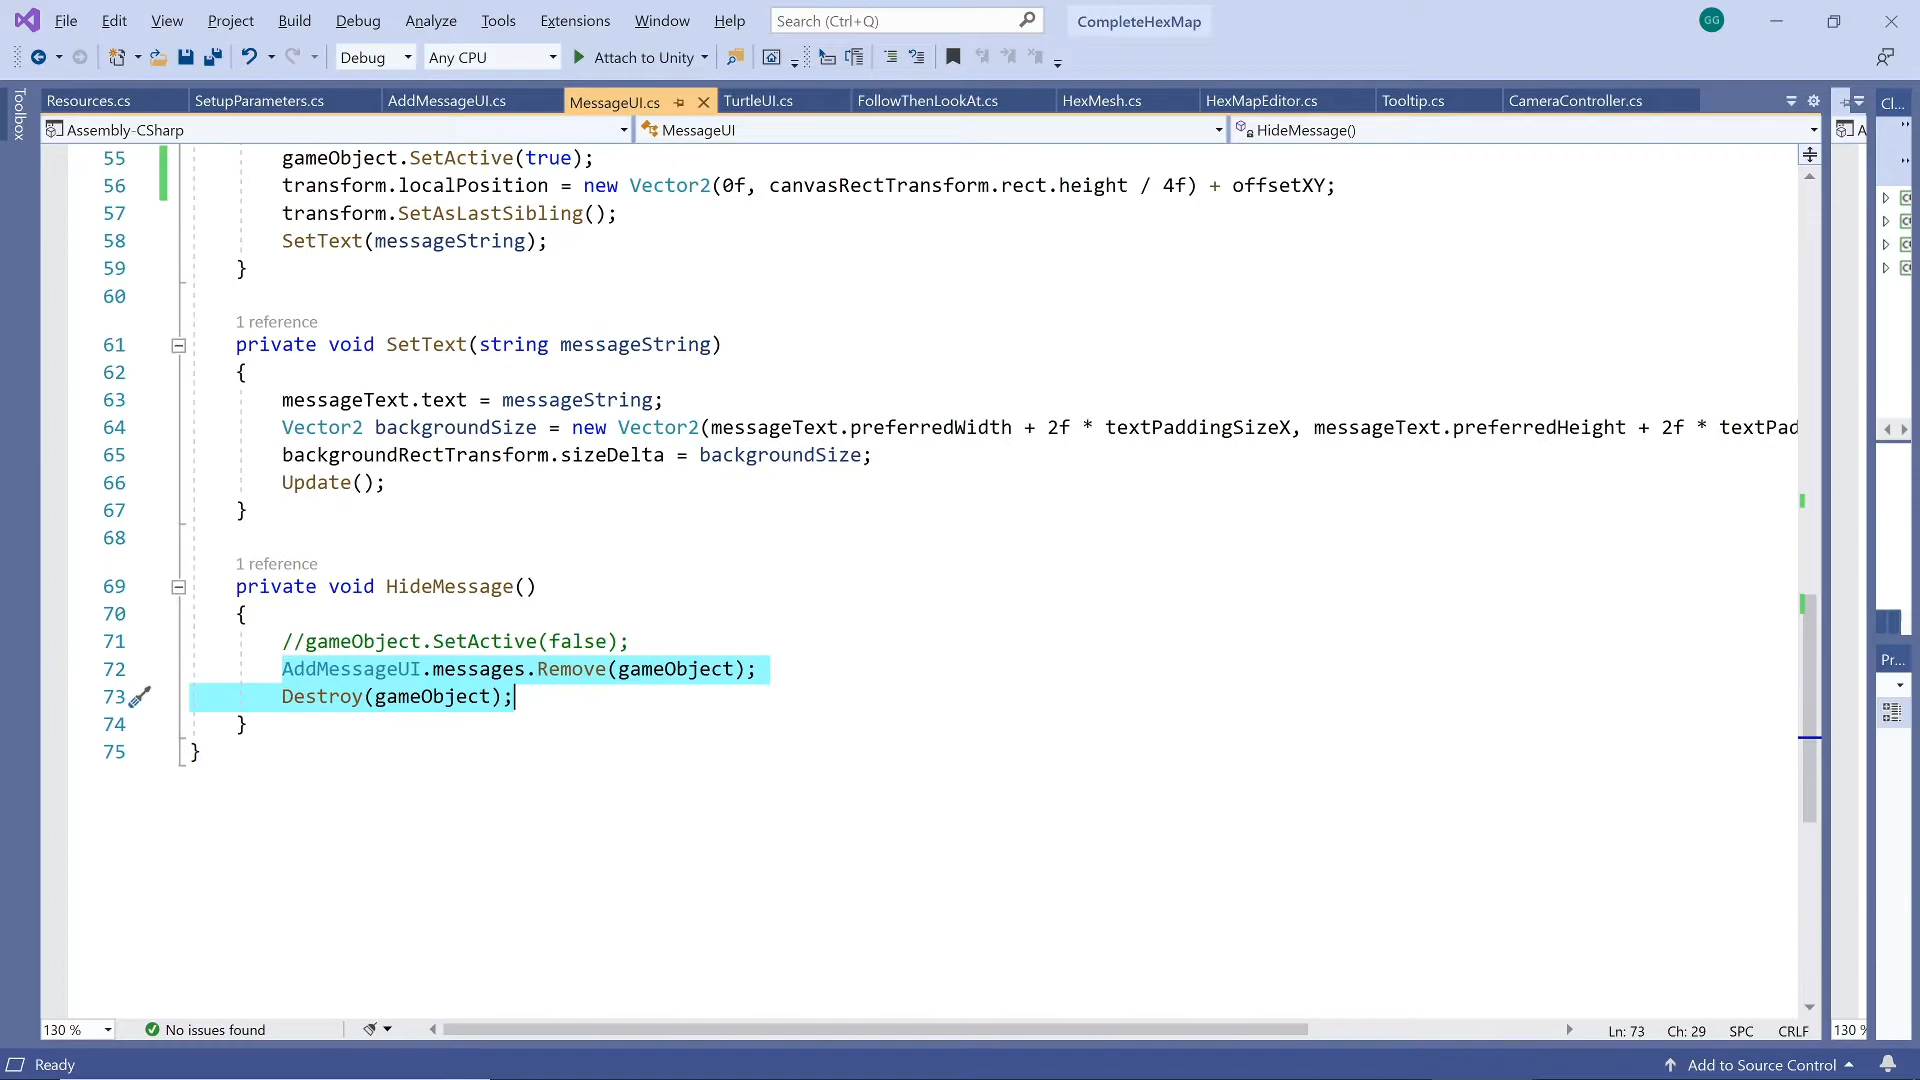 File Edit View Project Build Debug Analyze Tools Extensions Window Help Search (Ctrl+Q) CompleteHexMap GG
Debug Any CPU Attach to Unity
Toolbox
Resources.cs SetupParameters.cs AddMessageUI.cs MessageUI.cs TurtleUI.cs FollowThenLookAt.cs HexMesh.cs HexMapEditor.cs Tooltip.cs CameraController.cs Cl...
Assembly-CSharp MessageUI HideMessage() A
55 gameObject.SetActive(true);
56 transform.localPosition = new Vector2(0f, canvasRectTransform.rect.height / 4f) + offsetXY;
57 transform.SetAsLastSibling();
58 SetText(messageString);
59 }
60
1 reference
61 private void SetText(string messageString)
62 {
63 messageText.text = messageString;
64 Vector2 backgroundSize = new Vector2(messageText.preferredWidth + 2f * textPaddingSizeX, messageText.preferredHeight + 2f * textPad
65 backgroundRectTransform.sizeDelta = backgroundSize;
66 Update();
67 }
68
1 reference
69 private void HideMessage()
70 {
71 //gameObject.SetActive(false);
72 AddMessageUI.messages.Remove(gameObject);
73 Destroy(gameObject);
74 }
75 }
Pr...
130 % No issues found Ln: 73 Ch: 29 SPC CRLF 130 %
Ready Add to Source Control